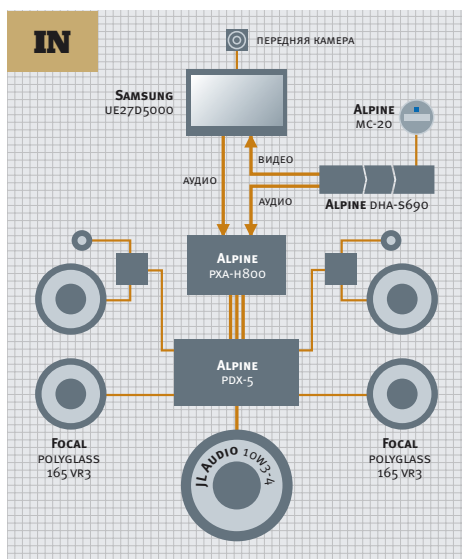 IN
ПЕРЕДНЯЯ КАМЕРА
SAMSUNG
UE27D5000
ALPINE
MC-20
ВИДЕО
АУДИО
АУДИО
ALPINE DHA-S690
ALPINE
PXA-H800
ALPINE
PDX-5
FOCAL
POLYGLASS
165 VR3
FOCAL
POLYGLASS
165 VR3
JL AUDIO 10W3-4